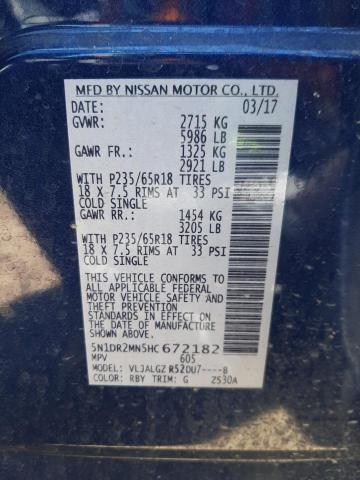 MFD BY NISSAN MOTOR CO., LTD.
DATE: 03/17
GVWR: 2715 KG
5986 LB
GAWR FR.: 1325 KG
2921 LB
WITH P235/65R18 TIRES
18 X 7.5 RIMS AT 33 PSI
COLD SINGLE
GAWR RR.: 1454 KG
3205 LB
WITH P235/65R18 TIRES
18 X 7.5 RIMS AT 33 PSI
COLD SINGLE
THIS VEHICLE CONFORMS TO
ALL APPLICABLE FEDERAL
MOTOR VEHICLE SAFETY
STANDARDS IN EFFECT
AND THEFT PREVENTION
ON THE DATE OF
MANUFACTURE SHOWN ABOVE.
5N1DR2MN5HC 672182
MPV 605
MODEL: VLJALGZ R52DU7----B
COLOR: RBY TRIM: G ZS30A